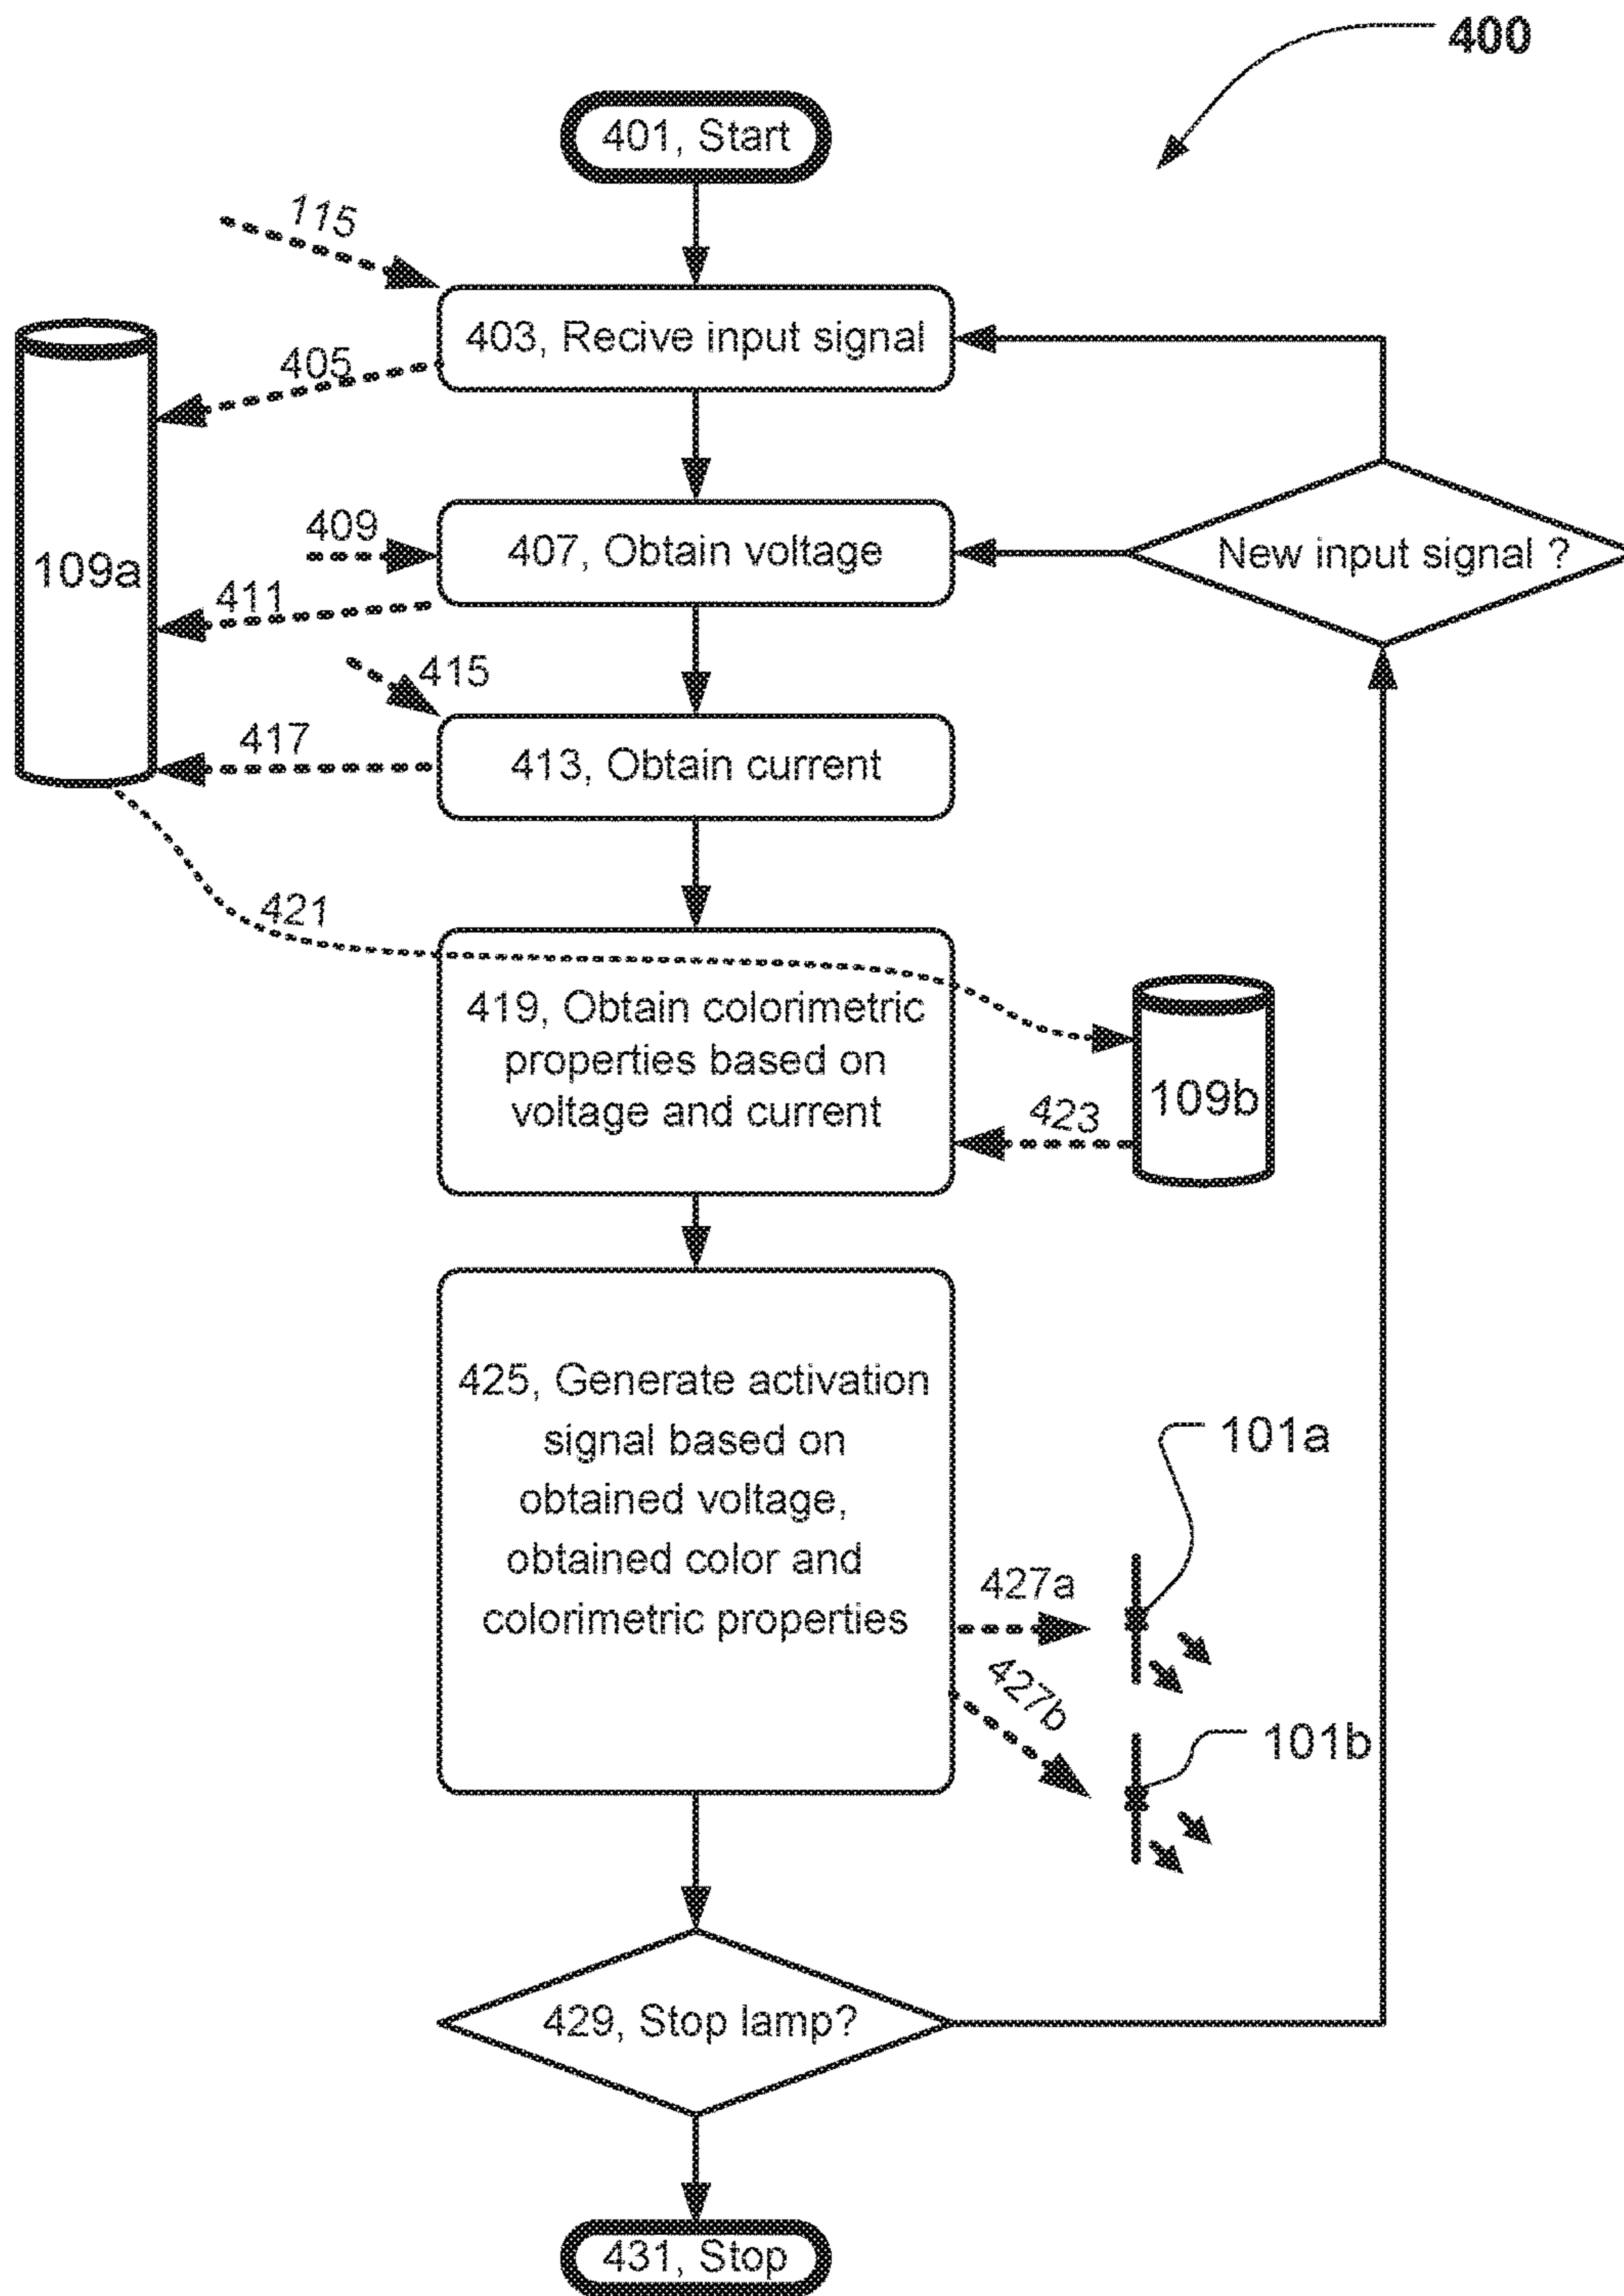 400
401, Start
115
403, Recive input signal
405
409
407, Obtain voltage
New input signal ?
109a
411
415
417
413, Obtain current
421
419, Obtain colorimetric
properties based on
voltage and current
109b
423
425, Generate activation
signal based on
obtained voltage,
obtained color and
colorimetric properties
101a
427a
427b
101b
429, Stop lamp?
431, Stop